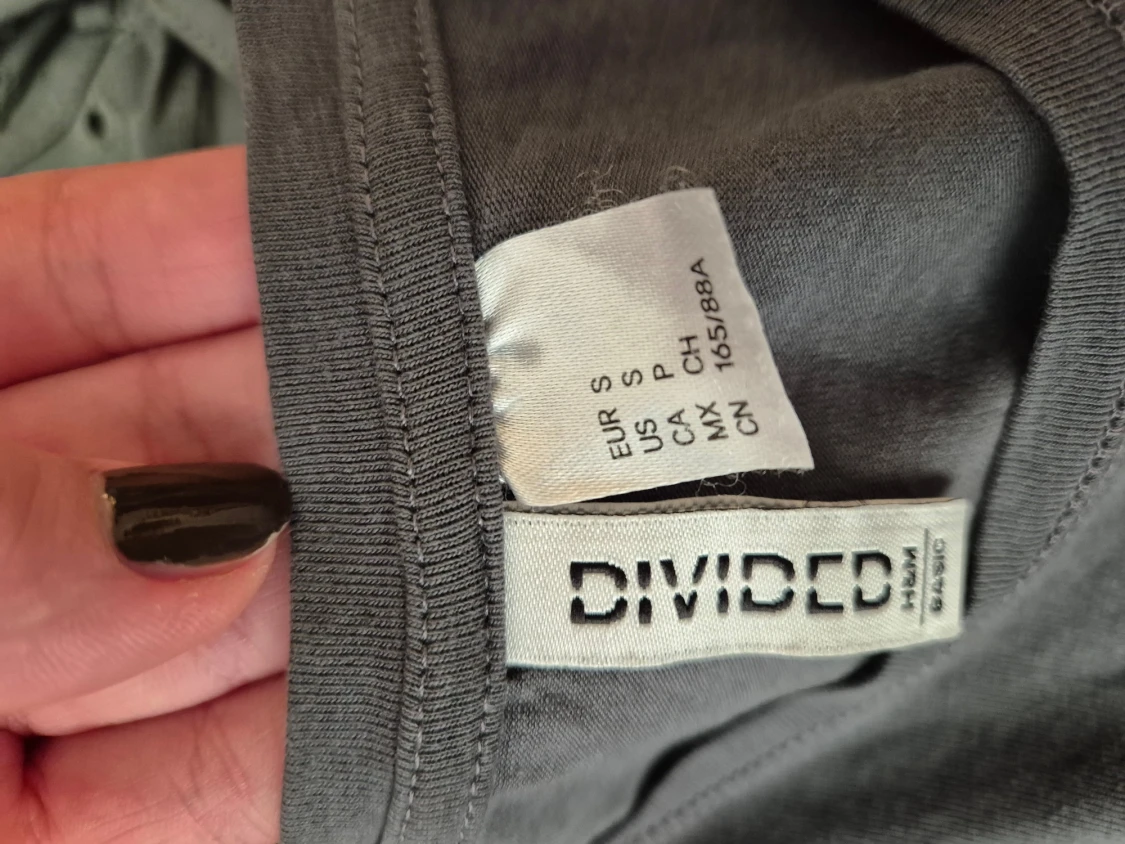 EUR S
US S
CA P
MX CH
CN 165/88A
DIVIDED
H&M
BASIC